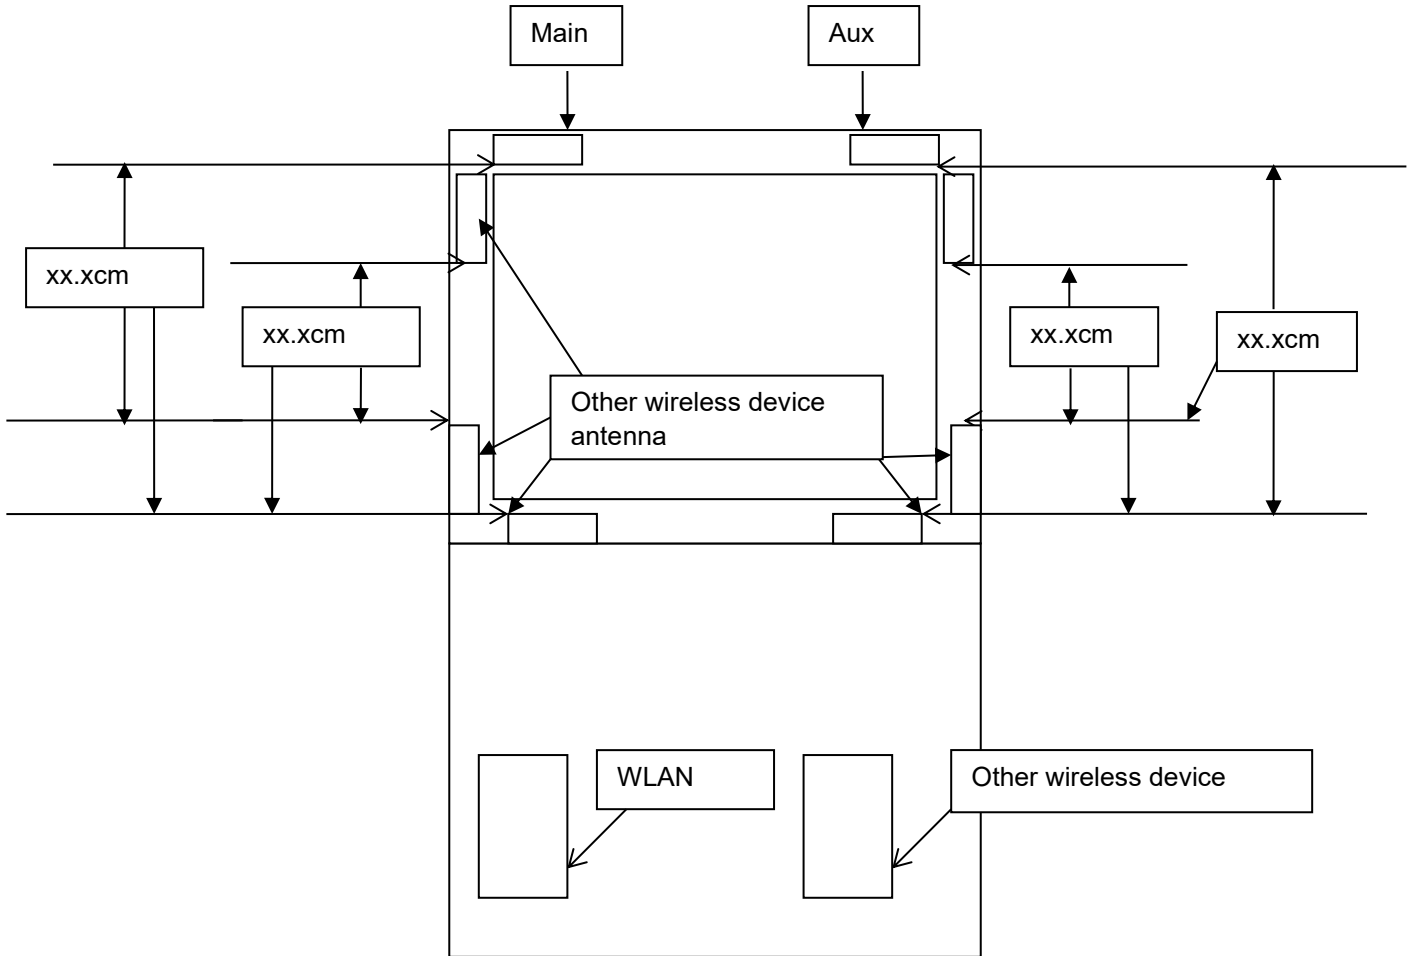 Main
Aux
xx.xcm
xx.xcm
xx.xcm
xx.xcm
Other wireless device
antenna
WLAN
Other wireless device